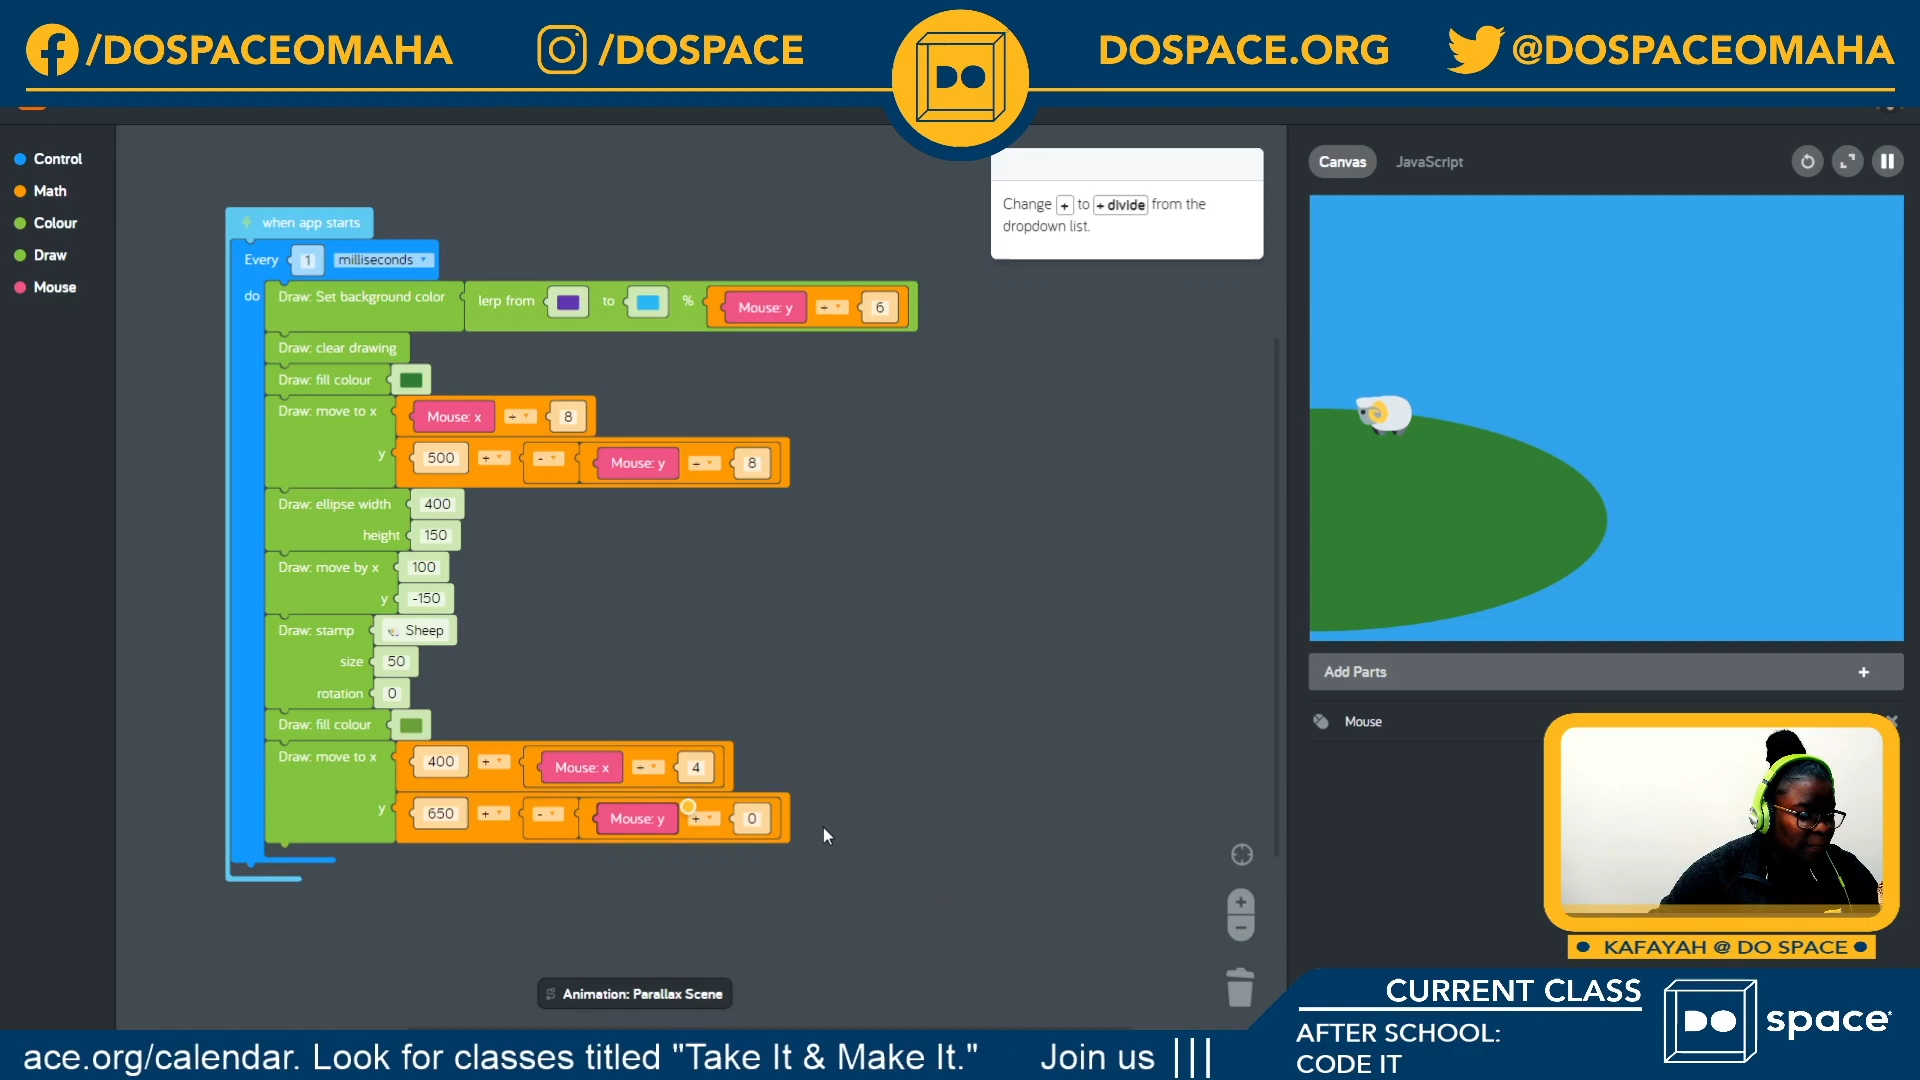 /DOSPACEOMAHA
/DOSPACE
DO
DOSPACE.ORG
@DOSPACEOMAHA
Control
Math
Colour
Draw
Mouse
when app starts
Every 1 milliseconds
do Draw: Set background color lerp from to % Mouse: y ÷ 6
Draw: clear drawing
Draw: fill colour
Draw: move to x Mouse: x ÷ 8
y 500 + - Mouse: y ÷ 8
Draw: ellipse width 400
height 150
Draw: move by x 100
y -150
Draw: stamp Sheep
size 50
rotation 0
Draw: fill colour
Draw: move to x 400 + Mouse: x ÷ 4
y 650 + - Mouse: y + 0
Change + to ÷ divide from the
dropdown list.
Animation: Parallax Scene
Canvas JavaScript
Add Parts +
Mouse
KAFAYAH @ DO SPACE
CURRENT CLASS
AFTER SCHOOL:
CODE IT
DO space
ace.org/calendar. Look for classes titled "Take It & Make It." Join us |||